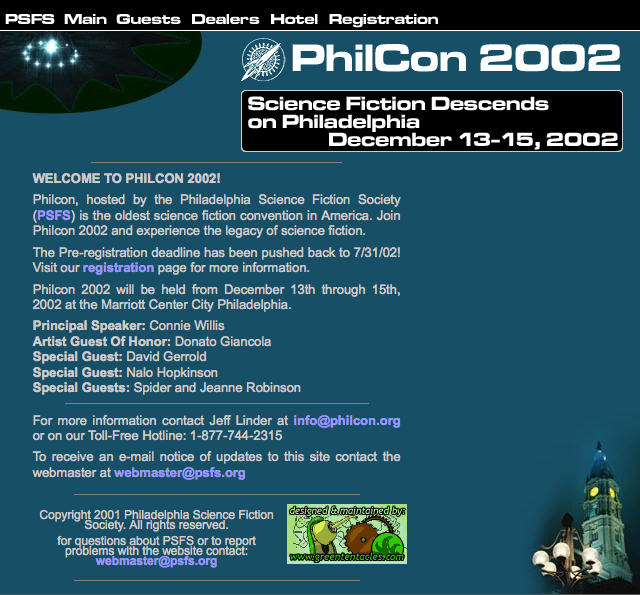 PSFS Main Guests Dealers Hotel Registration
PhilCon 2002
Science Fiction Descends
on Philadelphia
December 13-15, 2002
WELCOME TO PHILCON 2002!
Philcon, hosted by the Philadelphia Science Fiction Society
(PSFS) is the oldest science fiction convention in America. Join
Philcon 2002 and experience the legacy of science fiction.
The Pre-registration deadline has been pushed back to 7/31/02!
Visit our registration page for more information.
Philcon 2002 will be held from December 13th through 15th,
2002 at the Marriott Center City Philadelphia.
Principal Speaker: Connie Willis
Artist Guest Of Honor: Donato Giancola
Special Guest: David Gerrold
Special Guest: Nalo Hopkinson
Special Guests: Spider and Jeanne Robinson
For more information contact Jeff Linder at info@philcon.org
or on our Toll-Free Hotline: 1-877-744-2315
To receive an e-mail notice of updates to this site contact the
webmaster at webmaster@psfs.org
Copyright 2001 Philadelphia Science Fiction
Society. All rights reserved.
for questions about PSFS or to report
problems with the website contact:
webmaster@psfs.org
designed & maintained by:
www.greententacles.com